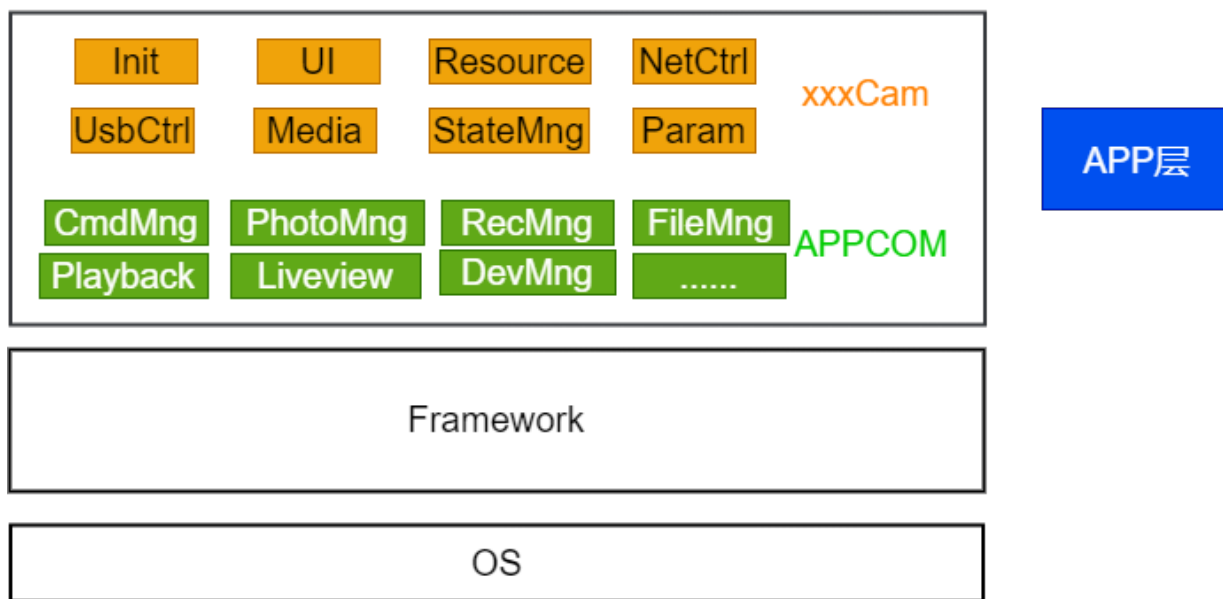 Init UI Resource NetCtrl
xxxCam
UsbCtrl Media StateMng Param
APP层
CmdMng PhotoMng RecMng FileMng
APPCOM
Playback Liveview DevMng ......
Framework
OS